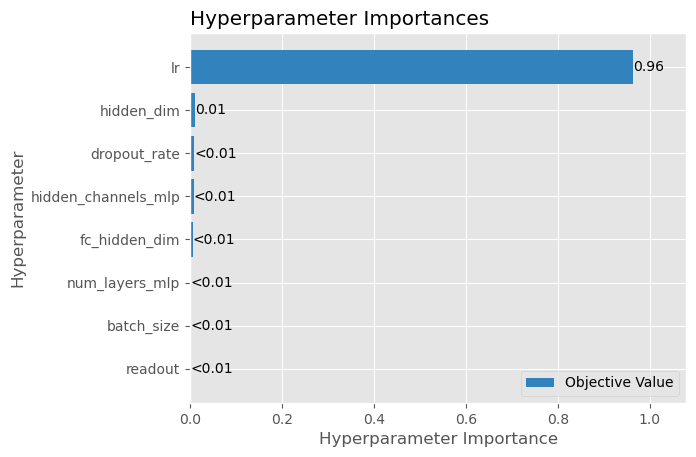 Hyperparameter Importances
Hyperparameter
lr
0.96
hidden_dim
0.01
dropout_rate
<0.01
hidden_channels_mlp
<0.01
fc_hidden_dim
<0.01
num_layers_mlp
<0.01
batch_size
<0.01
readout
<0.01
Objective Value
0.0 0.2 0.4 0.6 0.8 1.0
Hyperparameter Importance